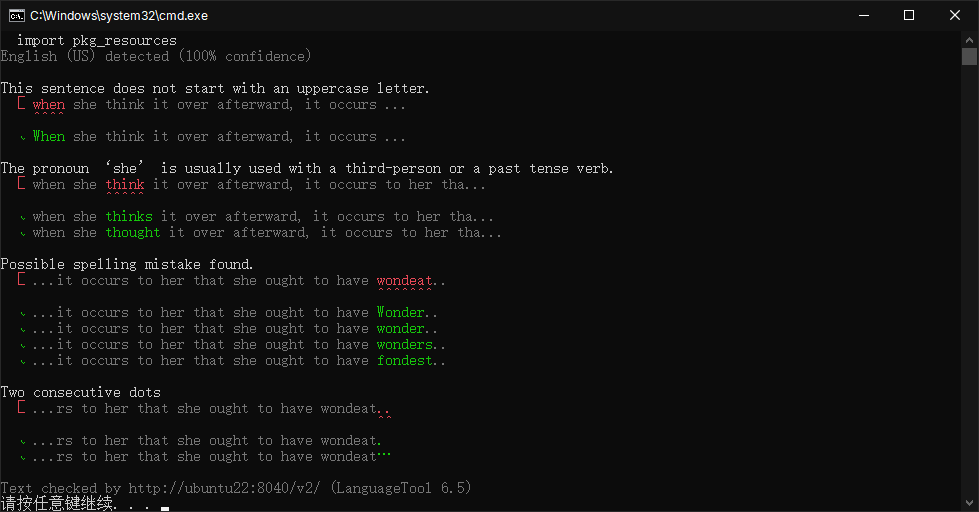 C:\Windows\system32\cmd.exe
import pkg_resources
English (US) detected (100% confidence)
This sentence does not start with an uppercase letter.
when she think it over afterward, it occurs ...
When she think it over afterward, it occurs ...
The pronoun ‘she’ is usually used with a third-person or a past tense verb.
when she think it over afterward, it occurs to her tha...
when she thinks it over afterward, it occurs to her tha...
when she thought it over afterward, it occurs to her tha...
Possible spelling mistake found.
...it occurs to her that she ought to have wondeat..
...it occurs to her that she ought to have Wonder..
...it occurs to her that she ought to have wonder..
...it occurs to her that she ought to have wonders..
...it occurs to her that she ought to have fondest..
Two consecutive dots
...rs to her that she ought to have wondeat..
...rs to her that she ought to have wondeat.
...rs to her that she ought to have wondeat…
Text checked by http://ubuntu22:8040/v2/ (LanguageTool 6.5)
请按任意键继续. . .